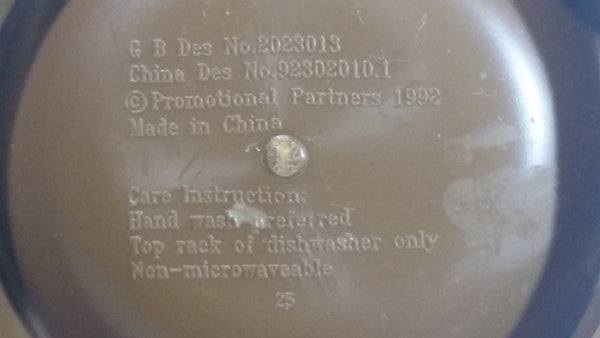 G B Des No.2023013
China Des No.92302010.1
©Promotional Partners 1992
Made in China
Care Instruction:
Hand wash preferred
Top rack of dishwasher only
Non-microwaveable
25